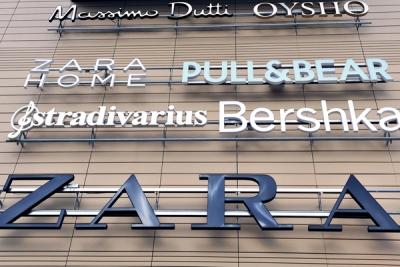 Massimo Dutti OYSHO
ZARA HOME PULL&BEAR
Stradivarius Bershka
ZARA